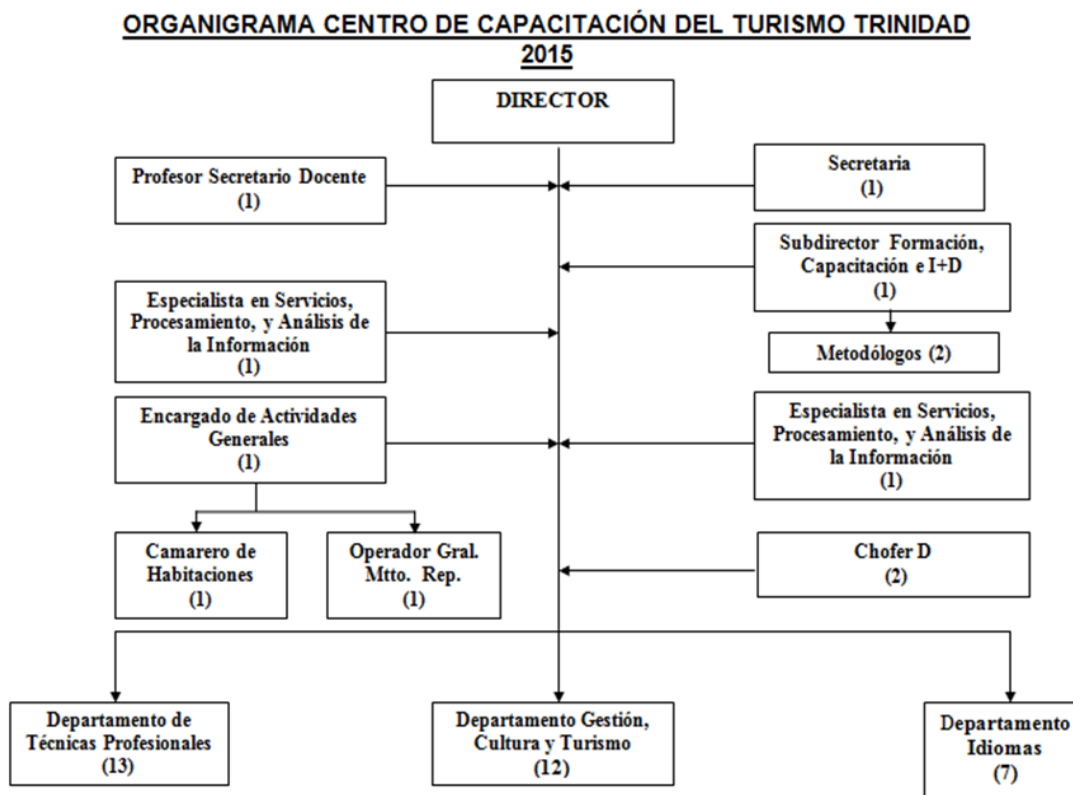 ORGANIGRAMA CENTRO DE CAPACITACIÓN DEL TURISMO TRINIDAD
2015
DIRECTOR
Profesor Secretario Docente
(1)
Secretaria
(1)
Subdirector Formación,
Capacitación e I+D
(1)
Especialista en Servicios,
Procesamiento, y Análisis de
la Información
(1)
Metodólogos (2)
Encargado de Actividades
Generales
(1)
Especialista en Servicios,
Procesamiento, y Análisis de
la Información
(1)
Camarero de
Habitaciones
(1)
Operador Gral.
Mtto. Rep.
(1)
Chofer D
(2)
Departamento de
Técnicas Profesionales
(13)
Departamento Gestión,
Cultura y Turismo
(12)
Departamento
Idiomas
(7)